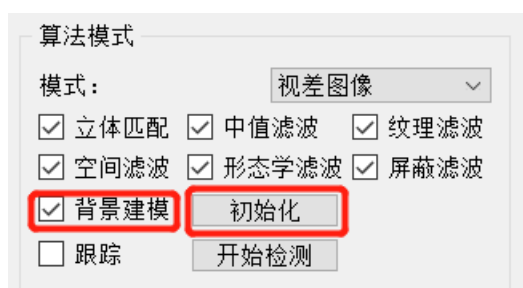 算法模式
模式： 视差图像
立体匹配 中值滤波 纹理滤波
空间滤波 形态学滤波 屏蔽滤波
背景建模 初始化
跟踪 开始检测